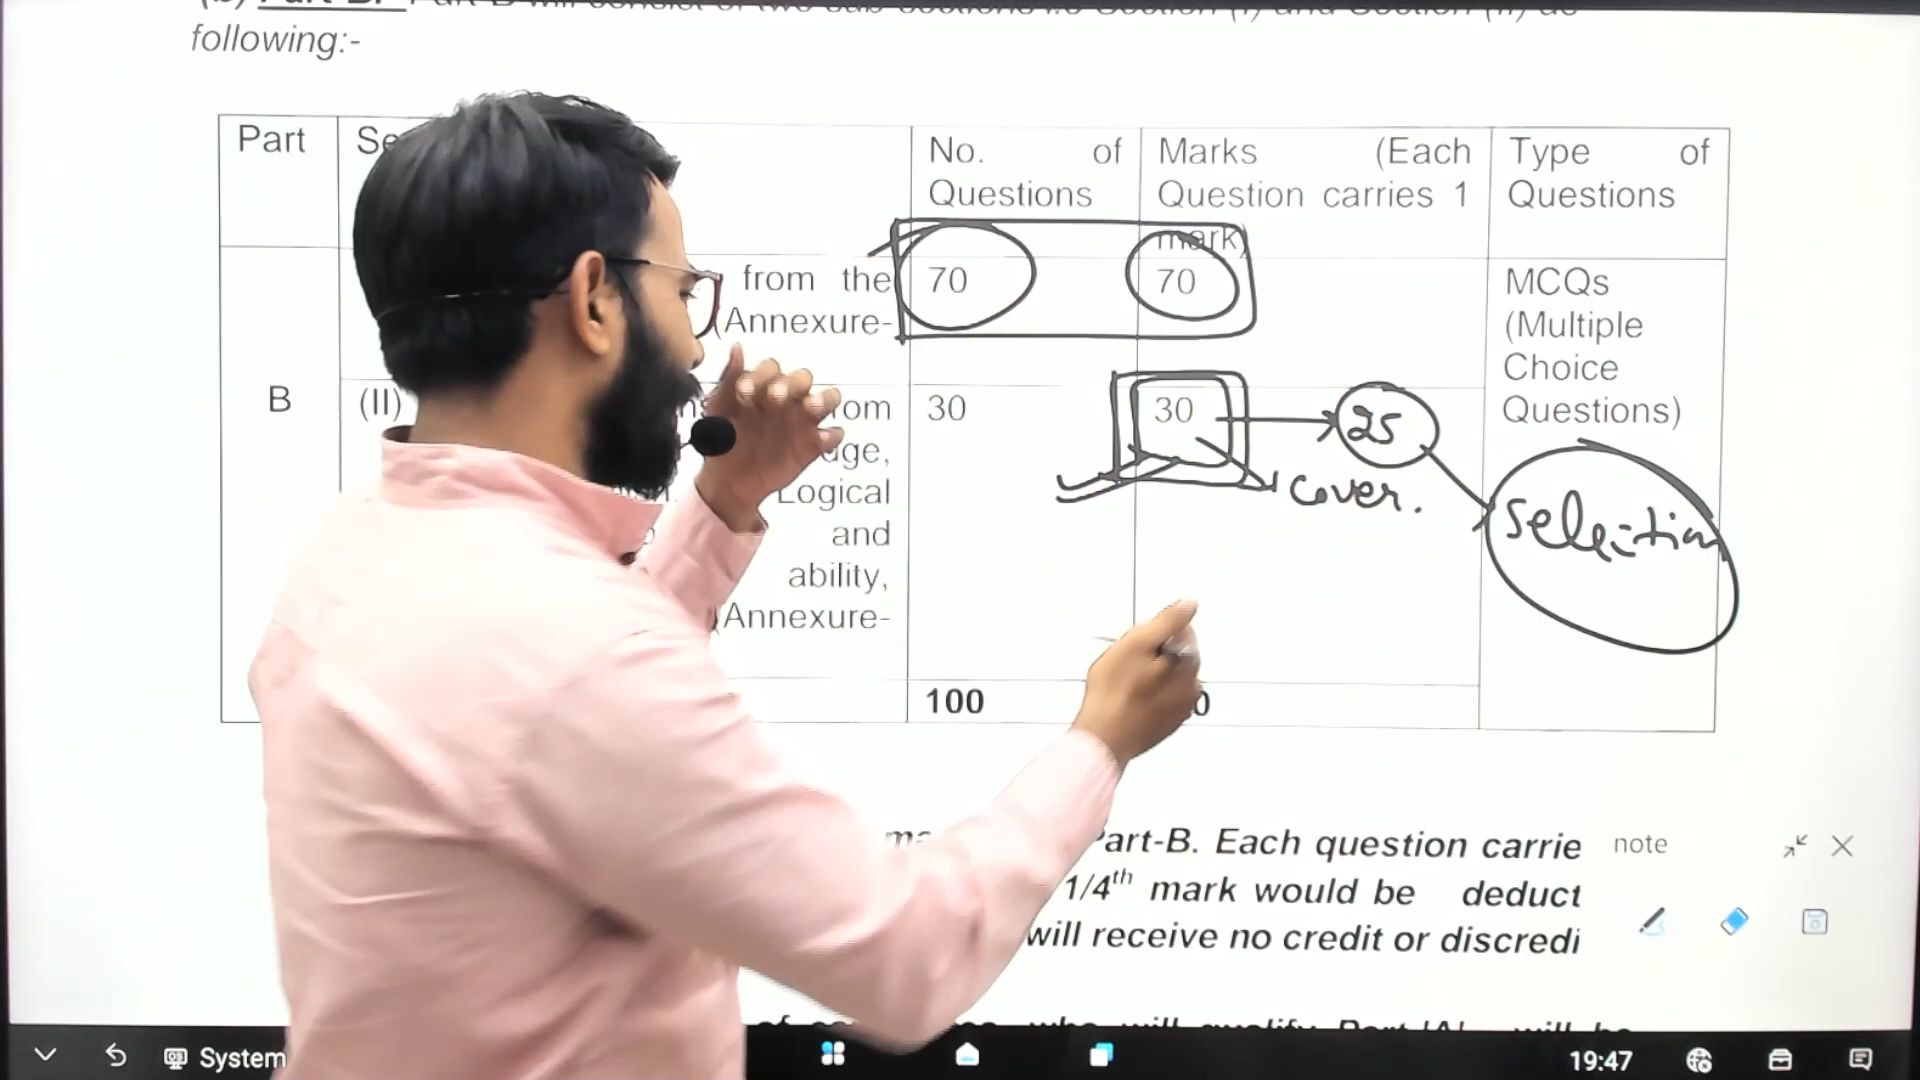 following:-
Part
No. of
Questions
Marks (Each
Question carries 1
mark)
Type of
Questions
from the
(Annexure-
70
70
MCQs
(Multiple
Choice
Questions)
B
(II)
30
30
25
Logical
and
ability,
(Annexure-
cover.
selection
100
Part-B. Each question carrie
1/4th mark would be deduct
will receive no credit or discredi
note
System
19:47